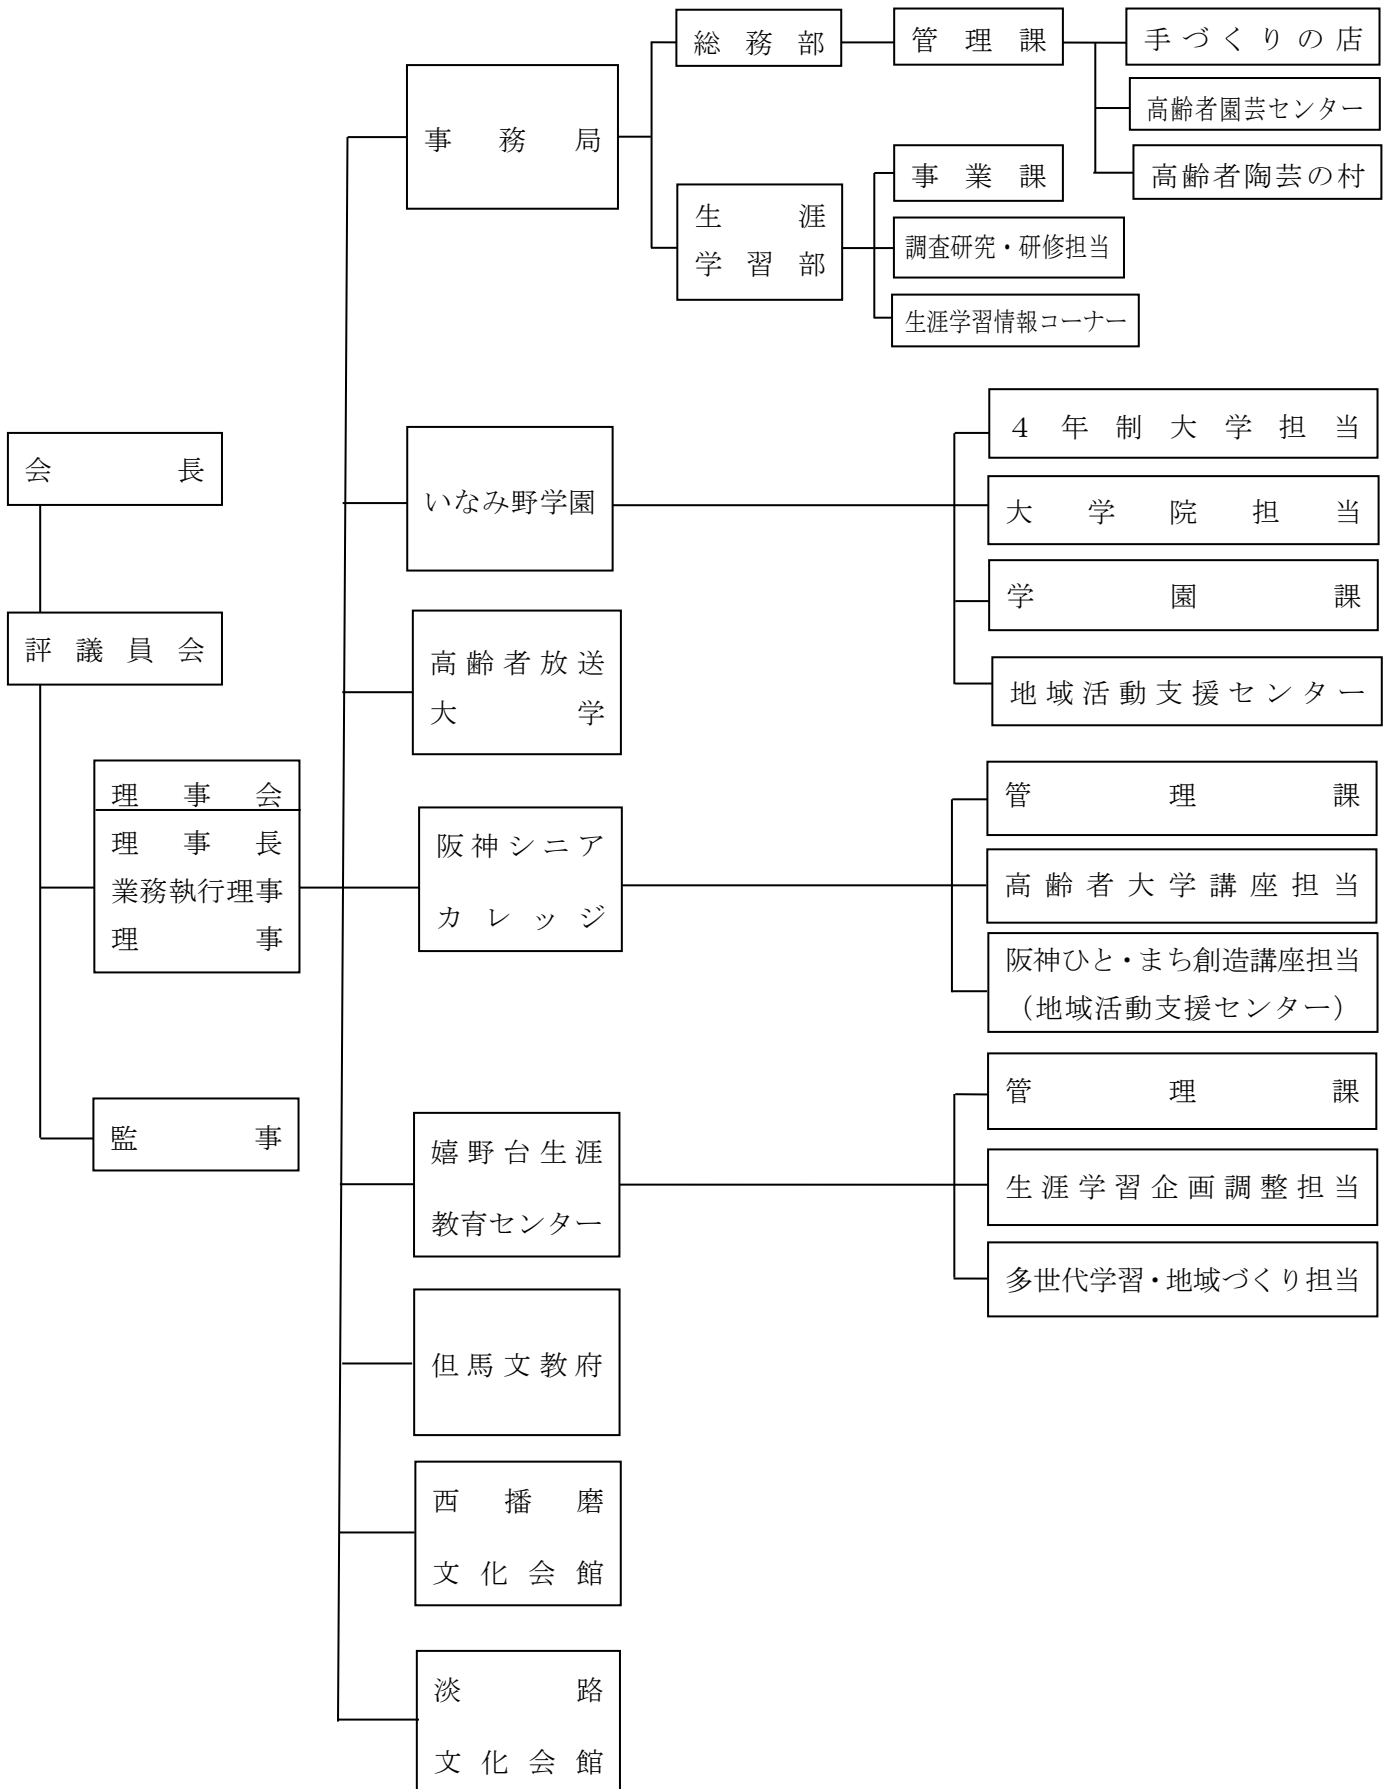 総務部
管理課
手づくりの店
高齢者園芸センター
高齢者陶芸の村
事務局
生涯
学習部
事業課
調査研究・研修担当
生涯学習情報コーナー
会長
評議員会
理事会
理事長
業務執行理事
理事
監事
いなみ野学園
4年制大学担当
大学院担当
学園課
地域活動支援センター
高齢者放送
大学
阪神シニア
カレッジ
管理課
高齢者大学講座担当
阪神ひと・まち創造講座担当
（地域活動支援センター）
嬉野台生涯
教育センター
管理課
生涯学習企画調整担当
多世代学習・地域づくり担当
但馬文教府
西播磨
文化会館
淡路
文化会館